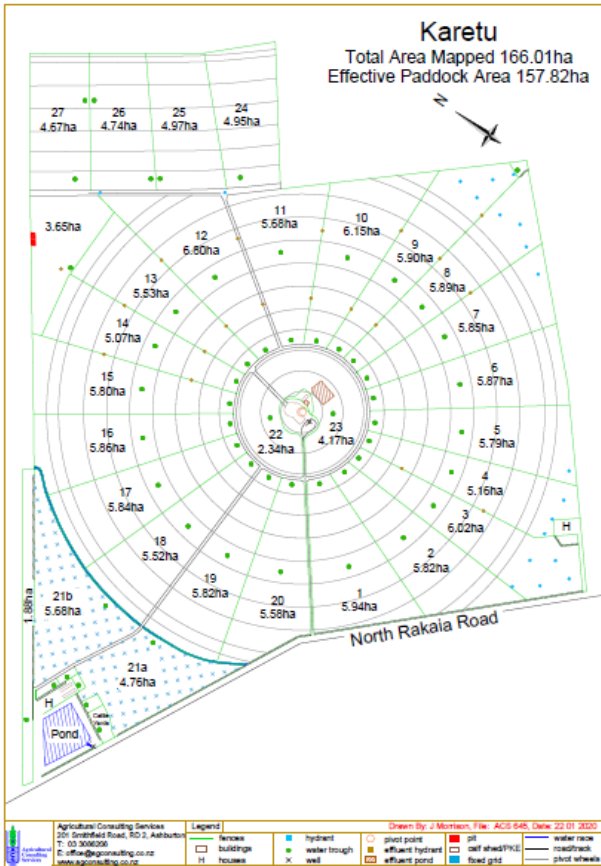 Karetu
Total Area Mapped 166.01ha
Effective Paddock Area 157.82ha
N
27
4.67ha
26
4.74ha
25
4.97ha
24
4.95ha
3.65ha
11
5.68ha
10
6.15ha
12
6.60ha
9
5.90ha
13
5.53ha
8
5.89ha
14
5.07ha
7
5.85ha
15
5.80ha
6
5.87ha
16
5.86ha
22
2.34ha
23
4.17ha
5
5.79ha
17
5.84ha
4
5.16ha
18
5.52ha
3
6.02ha
H
19
5.82ha
2
5.82ha
21b
5.68ha
1.88ha
20
5.58ha
1
5.94ha
North Rakaia Road
21a
4.76ha
H
Cattle
Yards
Pond
Agricultural
Consulting
Services
Agricultural Consulting Services
201 Smithfield Road, RD 2, Ashburton
T: 03 3066296
E: office@agconsulting.co.nz
www.agconsulting.co.nz
Legend
Drawn By: J Morrison, File: ACS 645, Date: 22 01 2020
fences
hydrant
pivot point
pit
water race
buildings
water trough
effluent hydrant
calf shed/PKE
road/track
H houses
X well
effluent pond
fixed grid
pivot wheels